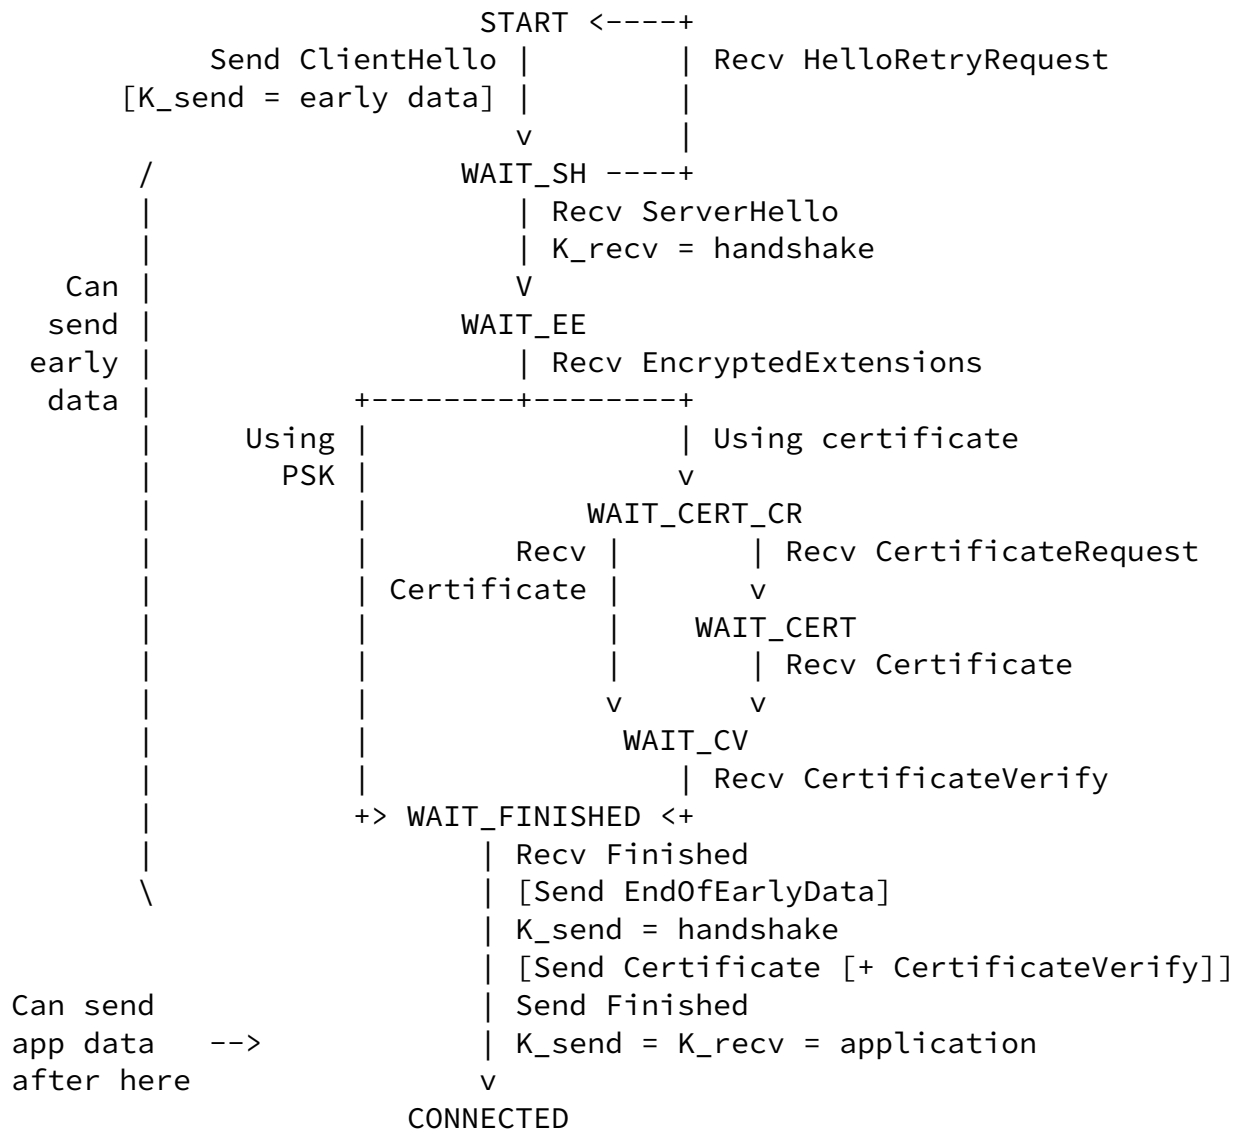 START <----+
           Send ClientHello |        | Recv HelloRetryRequest
      [K_send = early data] |        |
                            v        |
       /                 WAIT_SH ----+
       |                    | Recv ServerHello
       |                    | K_recv = handshake
   Can |                    V
  send |                 WAIT_EE
 early |                    | Recv EncryptedExtensions
  data |           +--------+--------+
       |     Using |                 | Using certificate
       |       PSK |                 v
       |           |            WAIT_CERT_CR
       |           |        Recv |       | Recv CertificateRequest
       |           | Certificate |       v
       |           |             |    WAIT_CERT
       |           |             |       | Recv Certificate
       |           |             v       v
       |           |              WAIT_CV
       |           |                 | Recv CertificateVerify
       |           +> WAIT_FINISHED <+
       |                  | Recv Finished
       \                  | [Send EndOfEarlyData]
                          | K_send = handshake
                          | [Send Certificate [+ CertificateVerify]]
Can send                  | Send Finished
app data   -->            | K_send = K_recv = application
after here                v
                      CONNECTED